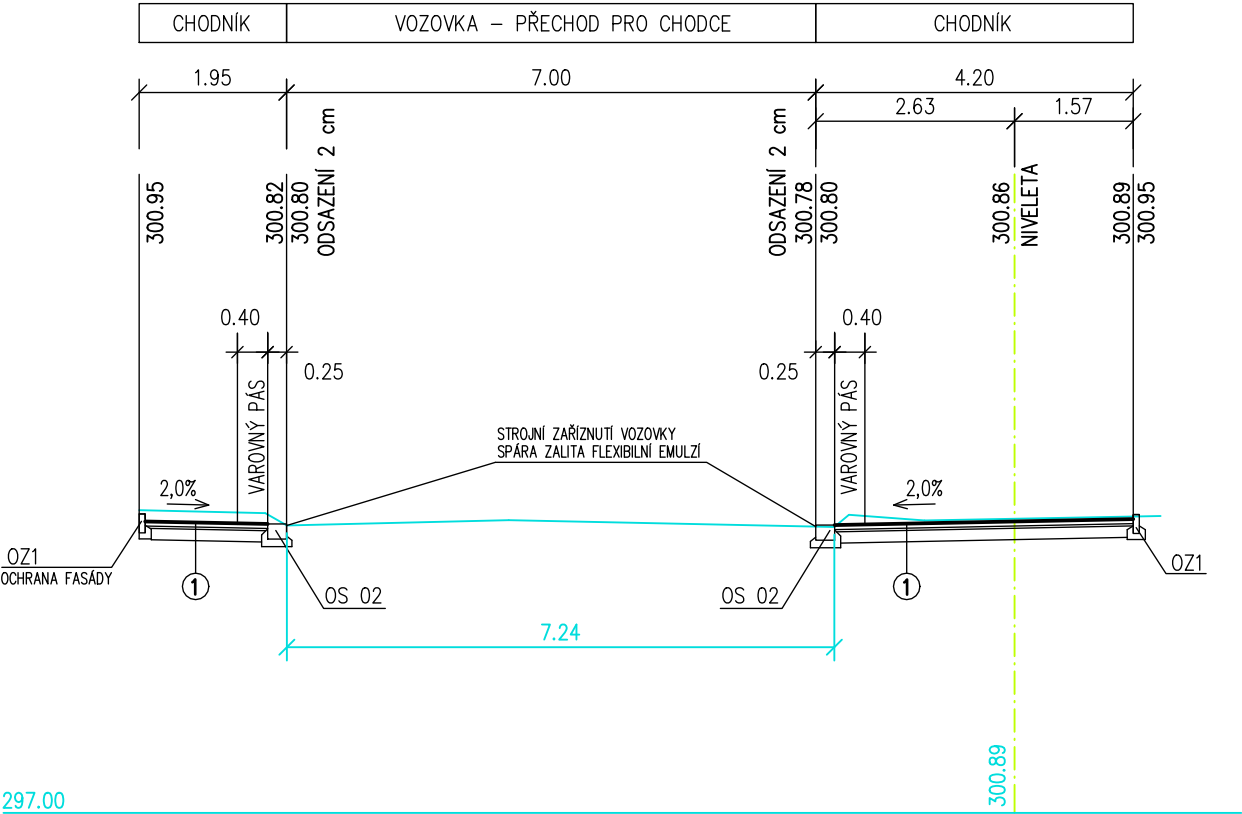 CHODNÍK
VOZOVKA – PŘECHOD PRO CHODCE
CHODNÍK
1.95
7.00
4.20
2.63
1.57
300.95
300.82
300.80
ODSAZENÍ 2 cm
ODSAZENÍ 2 cm
300.78
300.80
300.86
NIVELETA
300.89
300.95
0.40
0.25
0.25
0.40
VAROVNÝ PÁS
VAROVNÝ PÁS
STROJNÍ ZAŘÍZNUTÍ VOZOVKY
SPÁRA ZALITA FLEXIBILNÍ EMULZÍ
2,0%
2,0%
OZ1
OCHRANA FASÁDY
1
OS 02
OS 02
1
OZ1
7.24
300.89
297.00